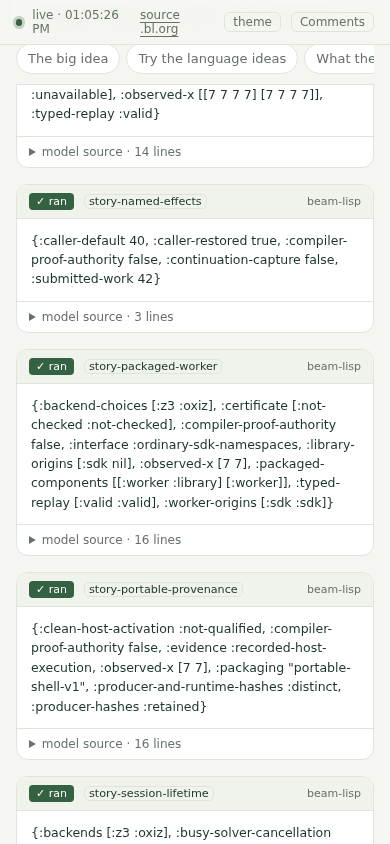 live · 01:05:26
PM
source
.bl.org
theme
Comments
The big idea
Try the language ideas
What the
:unavailable], :observed-x [[7 7 7 7] [7 7 7 7]],
:typed-replay :valid}
▶ model source · 14 lines
✓ ran story-named-effects beam-lisp
{:caller-default 40, :caller-restored true, :compiler-
proof-authority false, :continuation-capture false,
:submitted-work 42}
▶ model source · 3 lines
✓ ran story-packaged-worker beam-lisp
{:backend-choices [:z3 :oxiz], :certificate [:not-
checked :not-checked], :compiler-proof-authority
false, :interface :ordinary-sdk-namespaces, :library-
origins [:sdk nil], :observed-x [7 7], :packaged-
components [[:worker :library] [:worker]], :typed-
replay [:valid :valid], :worker-origins [:sdk :sdk]}
▶ model source · 16 lines
✓ ran story-portable-provenance beam-lisp
{:clean-host-activation :not-qualified, :compiler-
proof-authority false, :evidence :recorded-host-
execution, :observed-x [7 7], :packaging "portable-
shell-v1", :producer-and-runtime-hashes :distinct,
:producer-hashes :retained}
▶ model source · 16 lines
✓ ran story-session-lifetime beam-lisp
{:backends [:z3 :oxiz], :busy-solver-cancellation